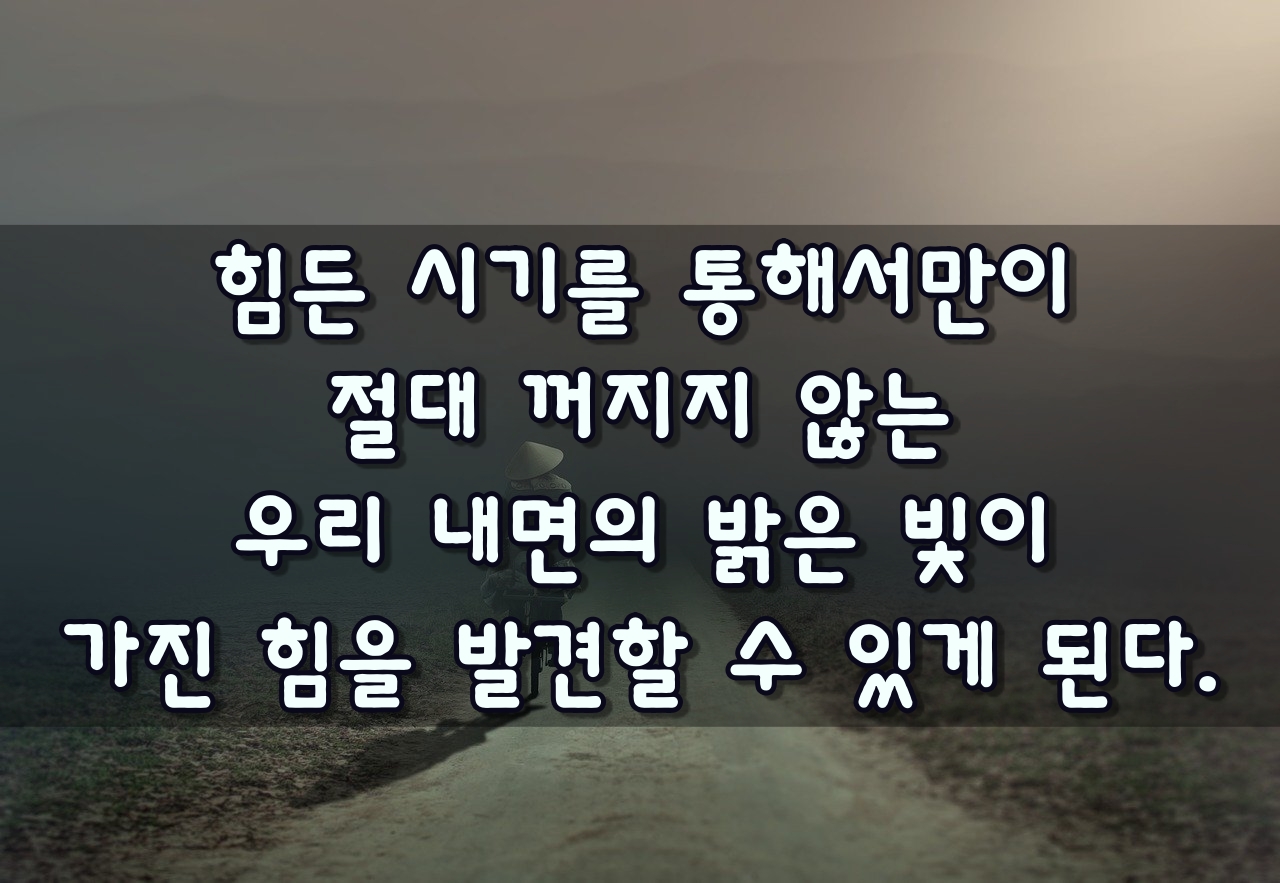 힘든 시기를 통해서만이
절대 꺼지지 않는
우리 내면의 밝은 빛이
가진 힘을 발견할 수 있게 된다.